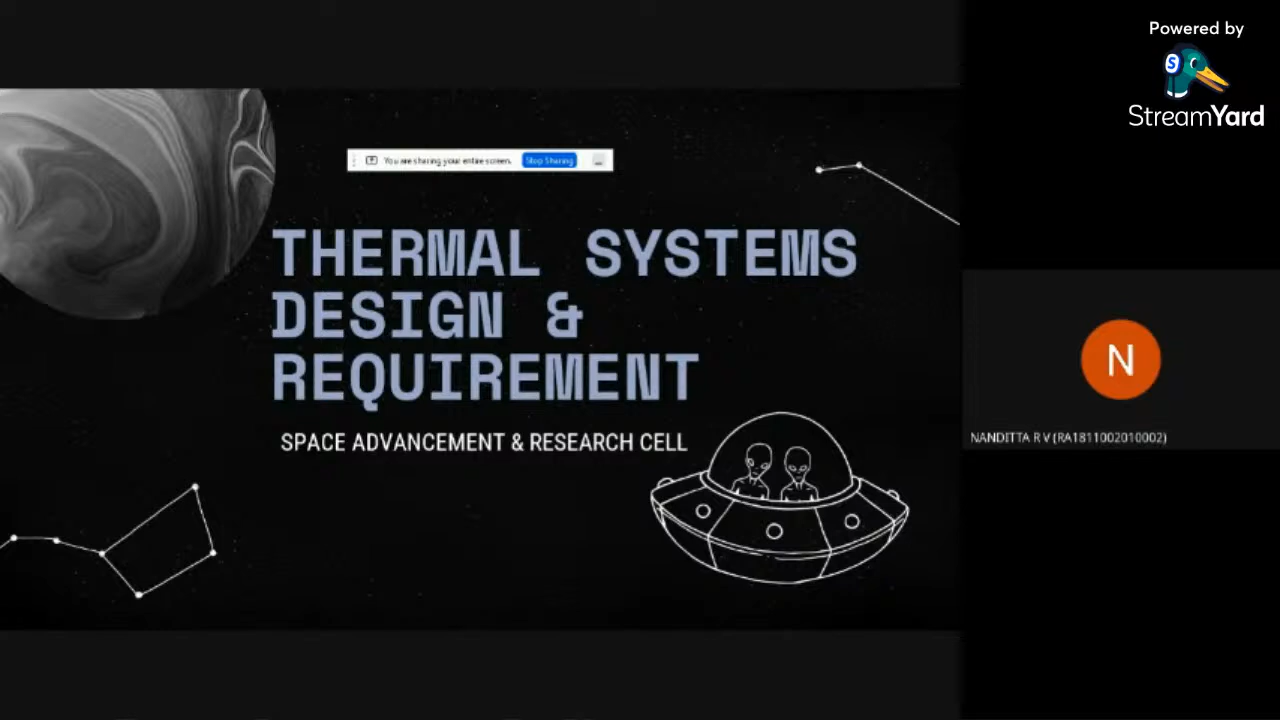 Powered by
S
StreamYard
You are sharing your entire screen. Stop Sharing
THERMAL SYSTEMS
DESIGN &
REQUIREMENT
SPACE ADVANCEMENT & RESEARCH CELL
N
NANDITTA R V (RA1811002010002)